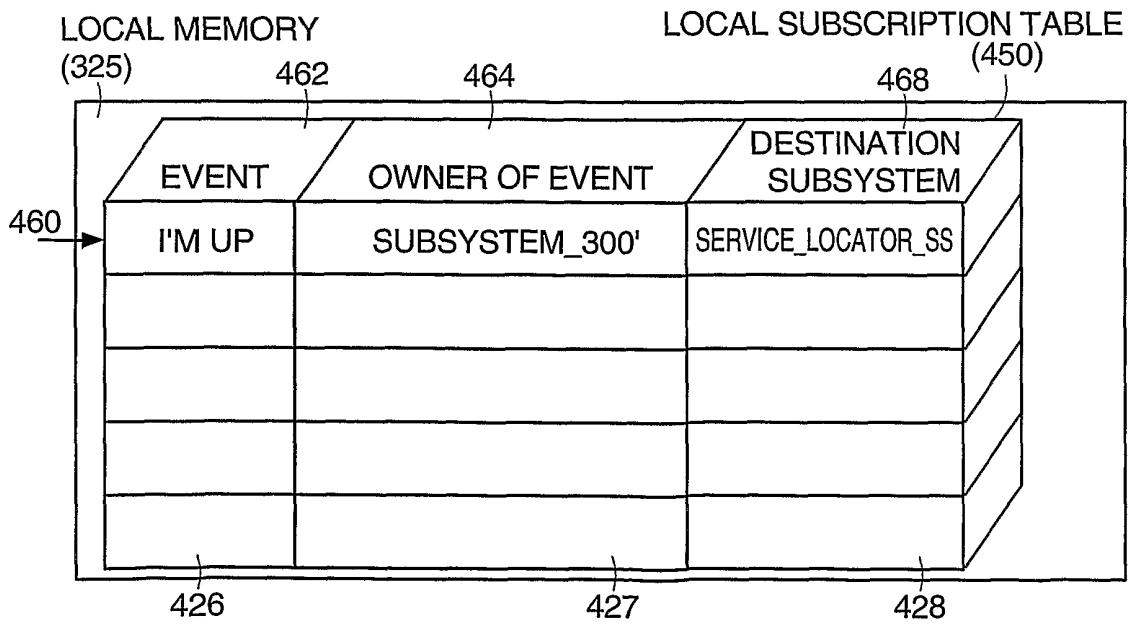 LOCAL MEMORY
(325)
LOCAL SUBSCRIPTION TABLE
(450)
462
464
468
EVENT
OWNER OF EVENT
DESTINATION
SUBSYSTEM
460
I'M UP
SUBSYSTEM_300'
SERVICE_LOCATOR_SS
426
427
428